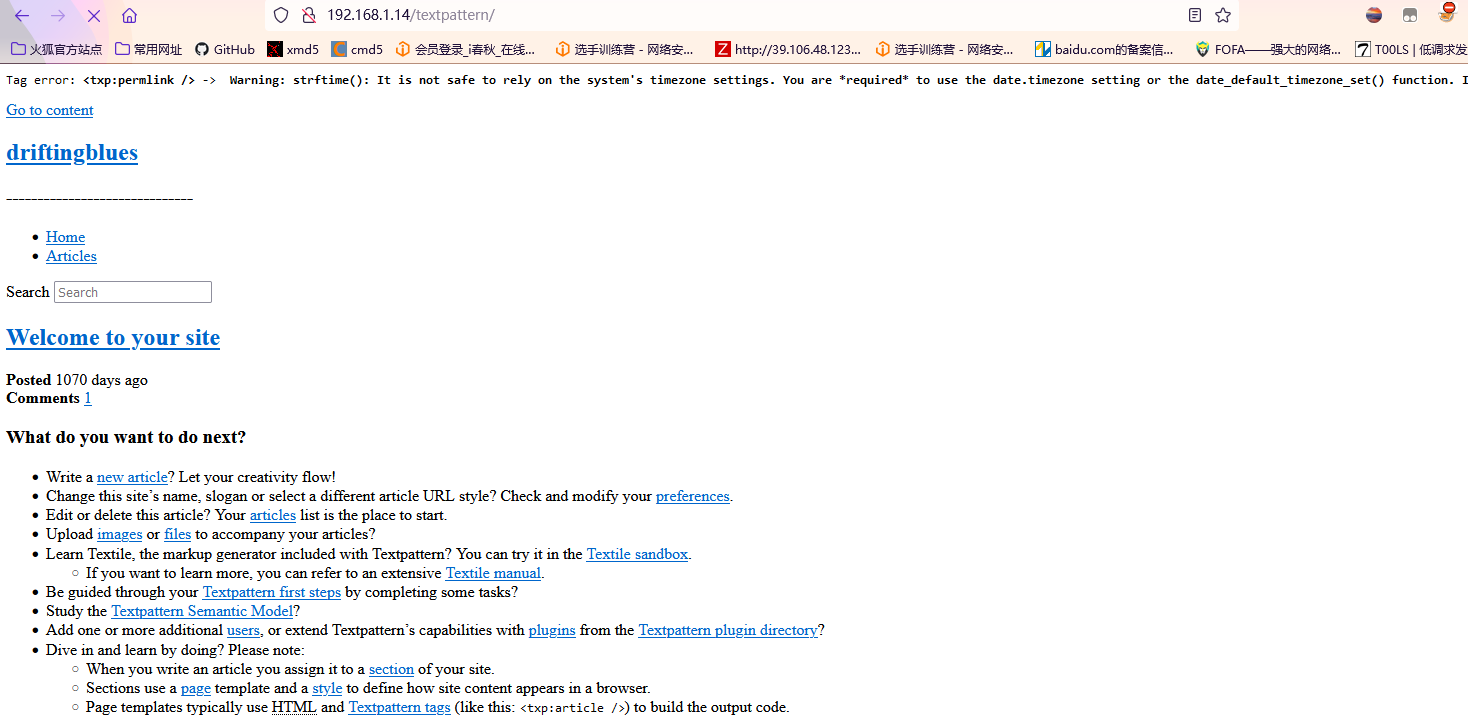 192.168.1.14/textpattern/
火狐官方站点 常用网址 GitHub xmd5 cmd5 会员登录_i春秋_在线... 选手训练营 - 网络安... http://39.106.48.123... 选手训练营 - 网络安... baidu.com的备案信... FOFA——强大的网络... T00LS | 低调求发
Tag error: <txp:permlink /> -> Warning: strftime(): It is not safe to rely on the system's timezone settings. You are *required* to use the date.timezone setting or the date_default_timezone_set() function. I
Go to content
driftingblues
------------------------------
Home
Articles
Search Search
Welcome to your site
Posted 1070 days ago
Comments 1
What do you want to do next?
Write a new article? Let your creativity flow!
Change this site’s name, slogan or select a different article URL style? Check and modify your preferences.
Edit or delete this article? Your articles list is the place to start.
Upload images or files to accompany your articles?
Learn Textile, the markup generator included with Textpattern? You can try it in the Textile sandbox.
If you want to learn more, you can refer to an extensive Textile manual.
Be guided through your Textpattern first steps by completing some tasks?
Study the Textpattern Semantic Model?
Add one or more additional users, or extend Textpattern’s capabilities with plugins from the Textpattern plugin directory?
Dive in and learn by doing? Please note:
When you write an article you assign it to a section of your site.
Sections use a page template and a style to define how site content appears in a browser.
Page templates typically use HTML and Textpattern tags (like this: <txp:article />) to build the output code.